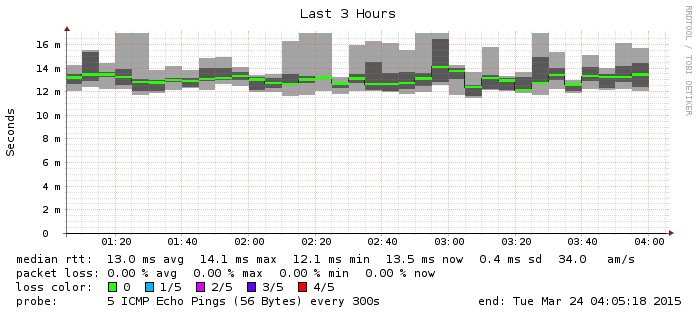 Last 3 Hours
RRDTOOL / TOBI OETIKER
Seconds
16 m
14 m
12 m
10 m
8 m
6 m
4 m
2 m
0
01:20 01:40 02:00 02:20 02:40 03:00 03:20 03:40 04:00
median rtt: 13.0 ms avg 14.1 ms max 12.1 ms min 13.5 ms now 0.4 ms sd 34.0 am/s
packet loss: 0.00 % avg 0.00 % max 0.00 % min 0.00 % now
loss color: 0 1/5 2/5 3/5 4/5
probe: 5 ICMP Echo Pings (56 Bytes) every 300s end: Tue Mar 24 04:05:18 2015